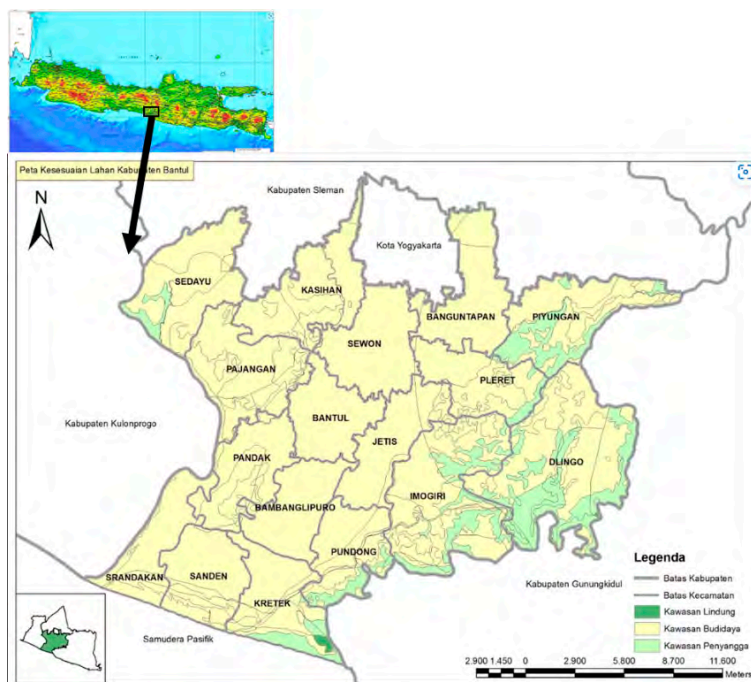 Peta Kesesuaian Lahan Kabupaten Bantul
Kabupaten Sleman
N
Kota Yogyakarta
SEDAYU
KASIHAN
BANGUNTAPAN
PIYUNGAN
SEWON
PAJANGAN
PLERET
Kabupaten Kulonprogo
BANTUL
JETIS
PANDAK
DLINGO
IMOGIRI
BAMBANGLIPURO
PUNDONG
SRANDAKAN
SANDEN
KRETEK
Kabupaten Gunungkidul
Samudera Pasifik
Legenda
Batas Kabupaten
Batas Kecamatan
Kawasan Lindung
Kawasan Budidaya
Kawasan Penyangga
2.900 1.450 0 2.900 5.800 8.700 11.600
Meters